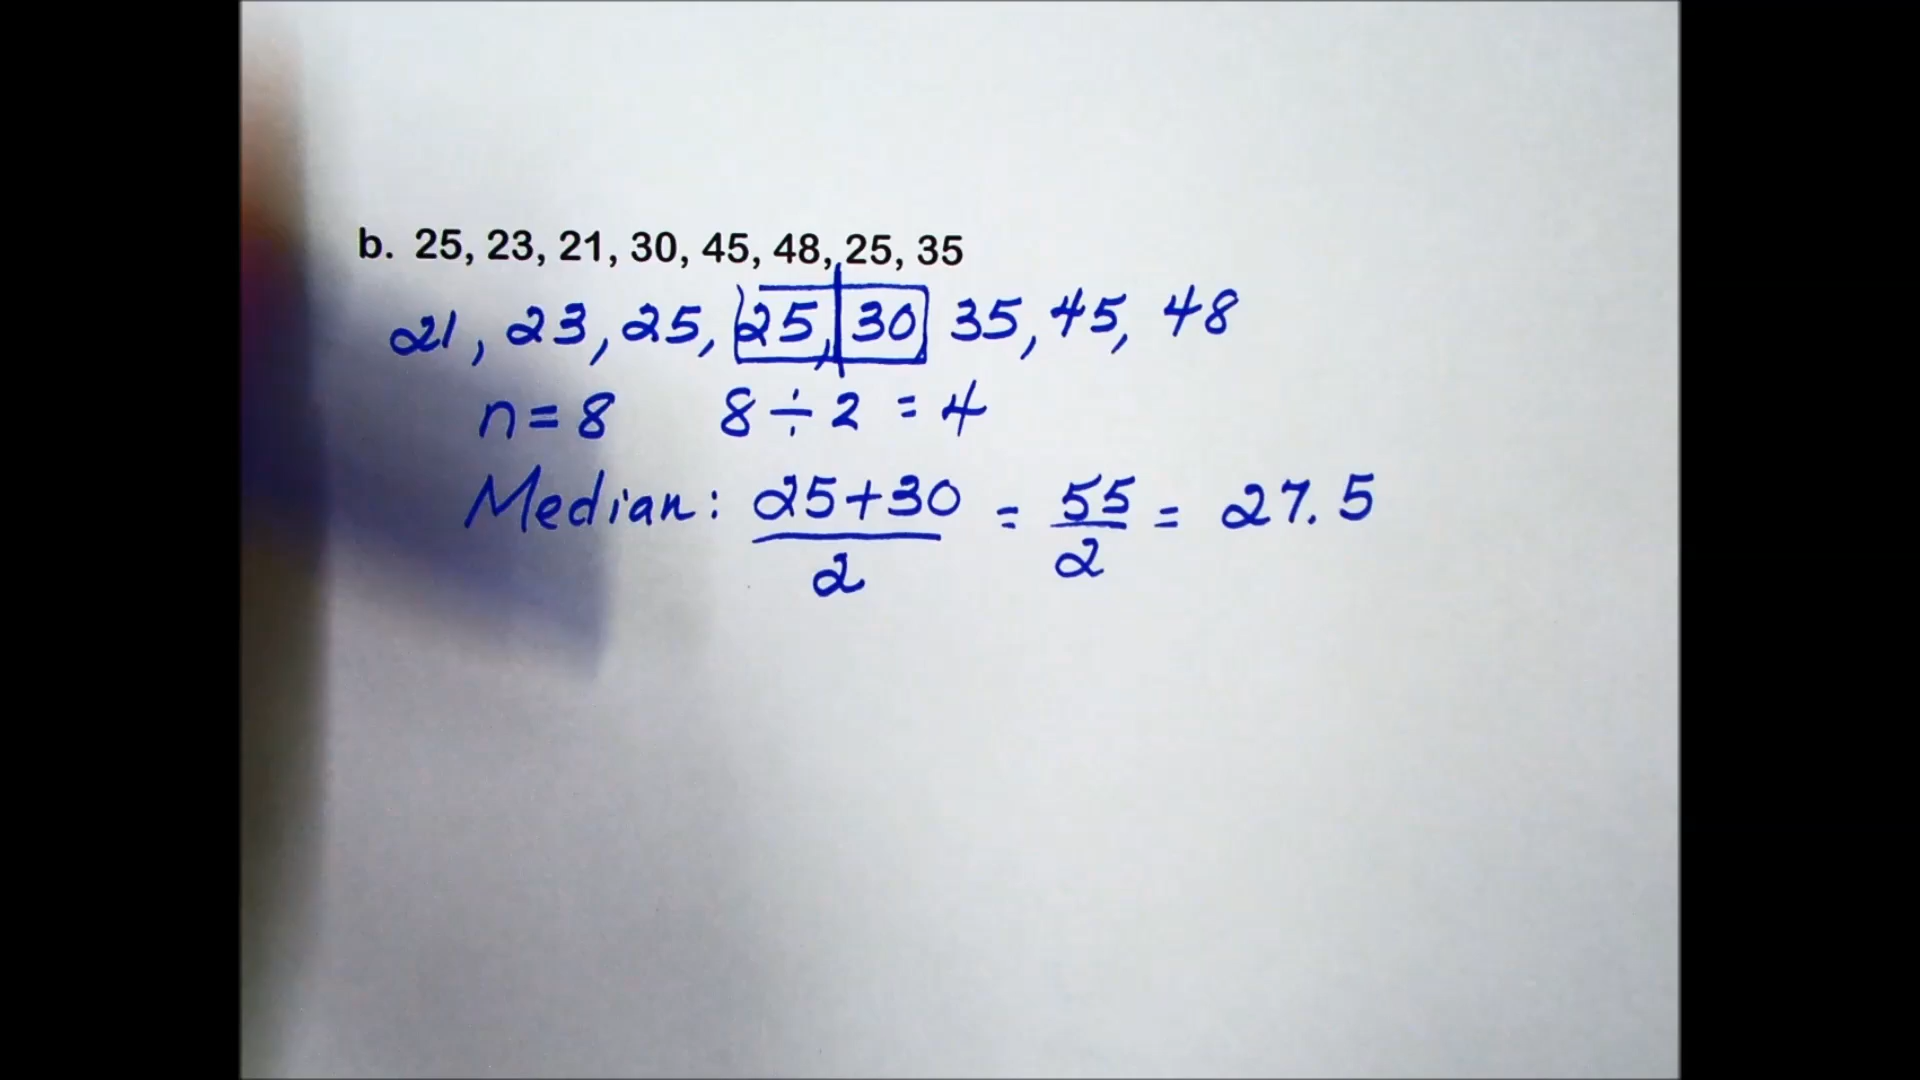 b. 25, 23, 21, 30, 45, 48, 25, 35
21, 23, 25, 25, 30, 35, 45, 48
n = 8 8 ÷ 2 = 4
Median: 25+30 / 2 = 55 / 2 = 27.5